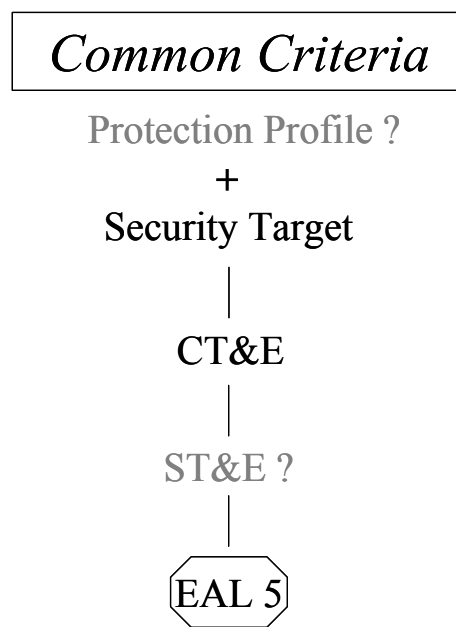 Common Criteria
Protection Profile ?
+
Security Target
CT&E
ST&E ?
EAL 5